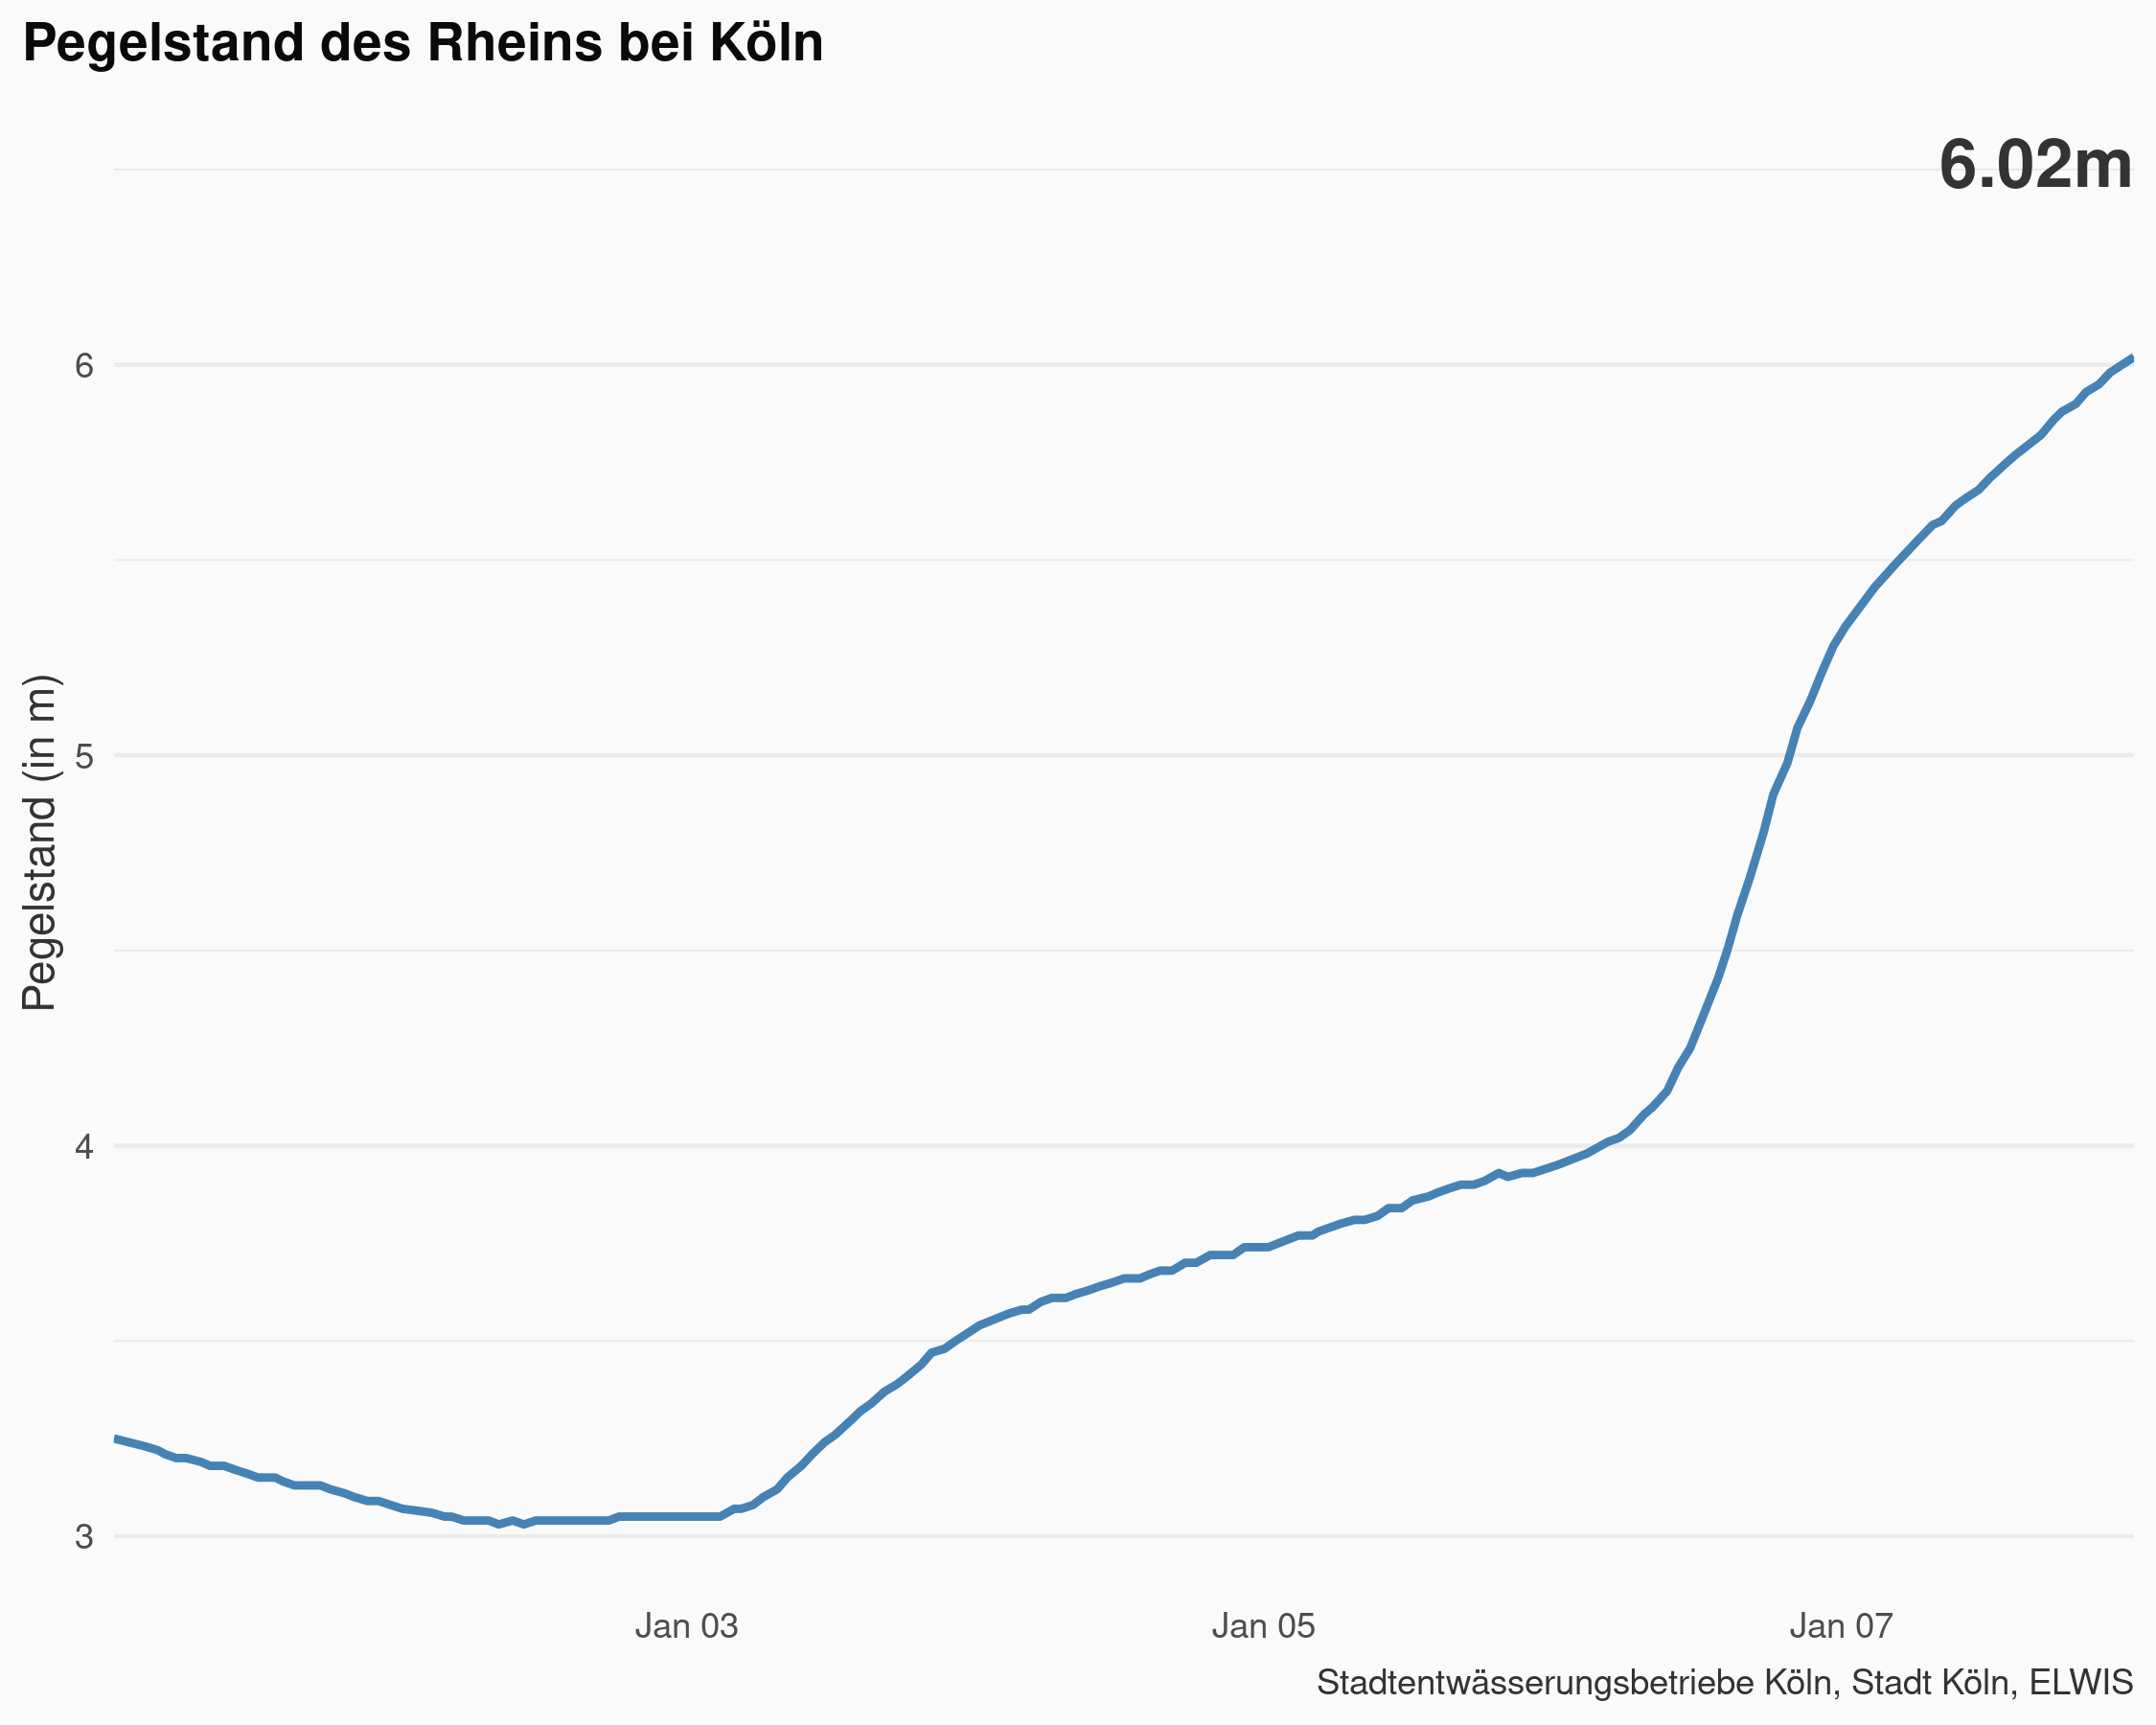 Pegelstand des Rheins bei Köln
6.02m
Pegelstand (in m)
6
5
4
3
Jan 03 Jan 05 Jan 07
Stadtentwässerungsbetriebe Köln, Stadt Köln, ELWIS